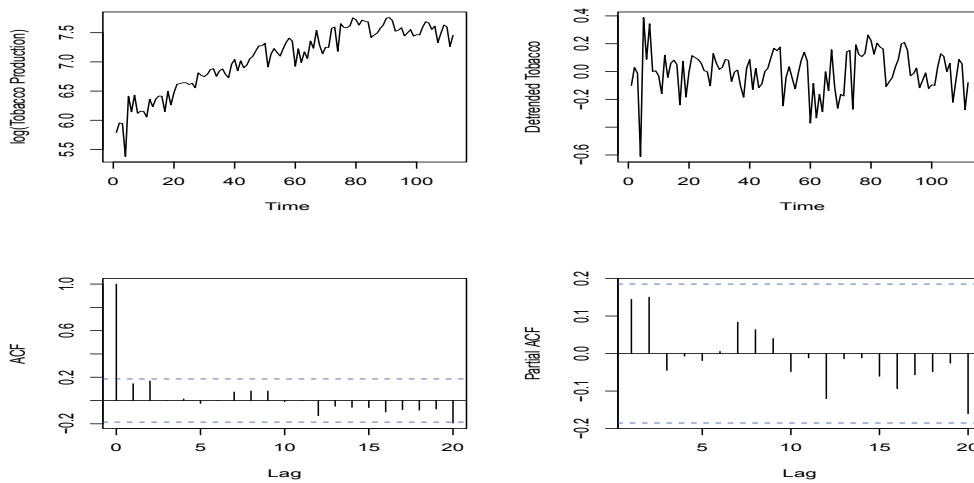 log(Tobacco Production)
5.5 6.0 6.5 7.0 7.5
0 20 40 60 80 100
Time
Detrended Tobacco
−0.6 −0.2 0.0 0.2 0.4
0 20 40 60 80 100
Time
ACF
−0.2 0.2 0.6 1.0
0 5 10 15 20
Lag
Partial ACF
−0.2 −0.1 0.0 0.1 0.2
5 10 15 20
Lag